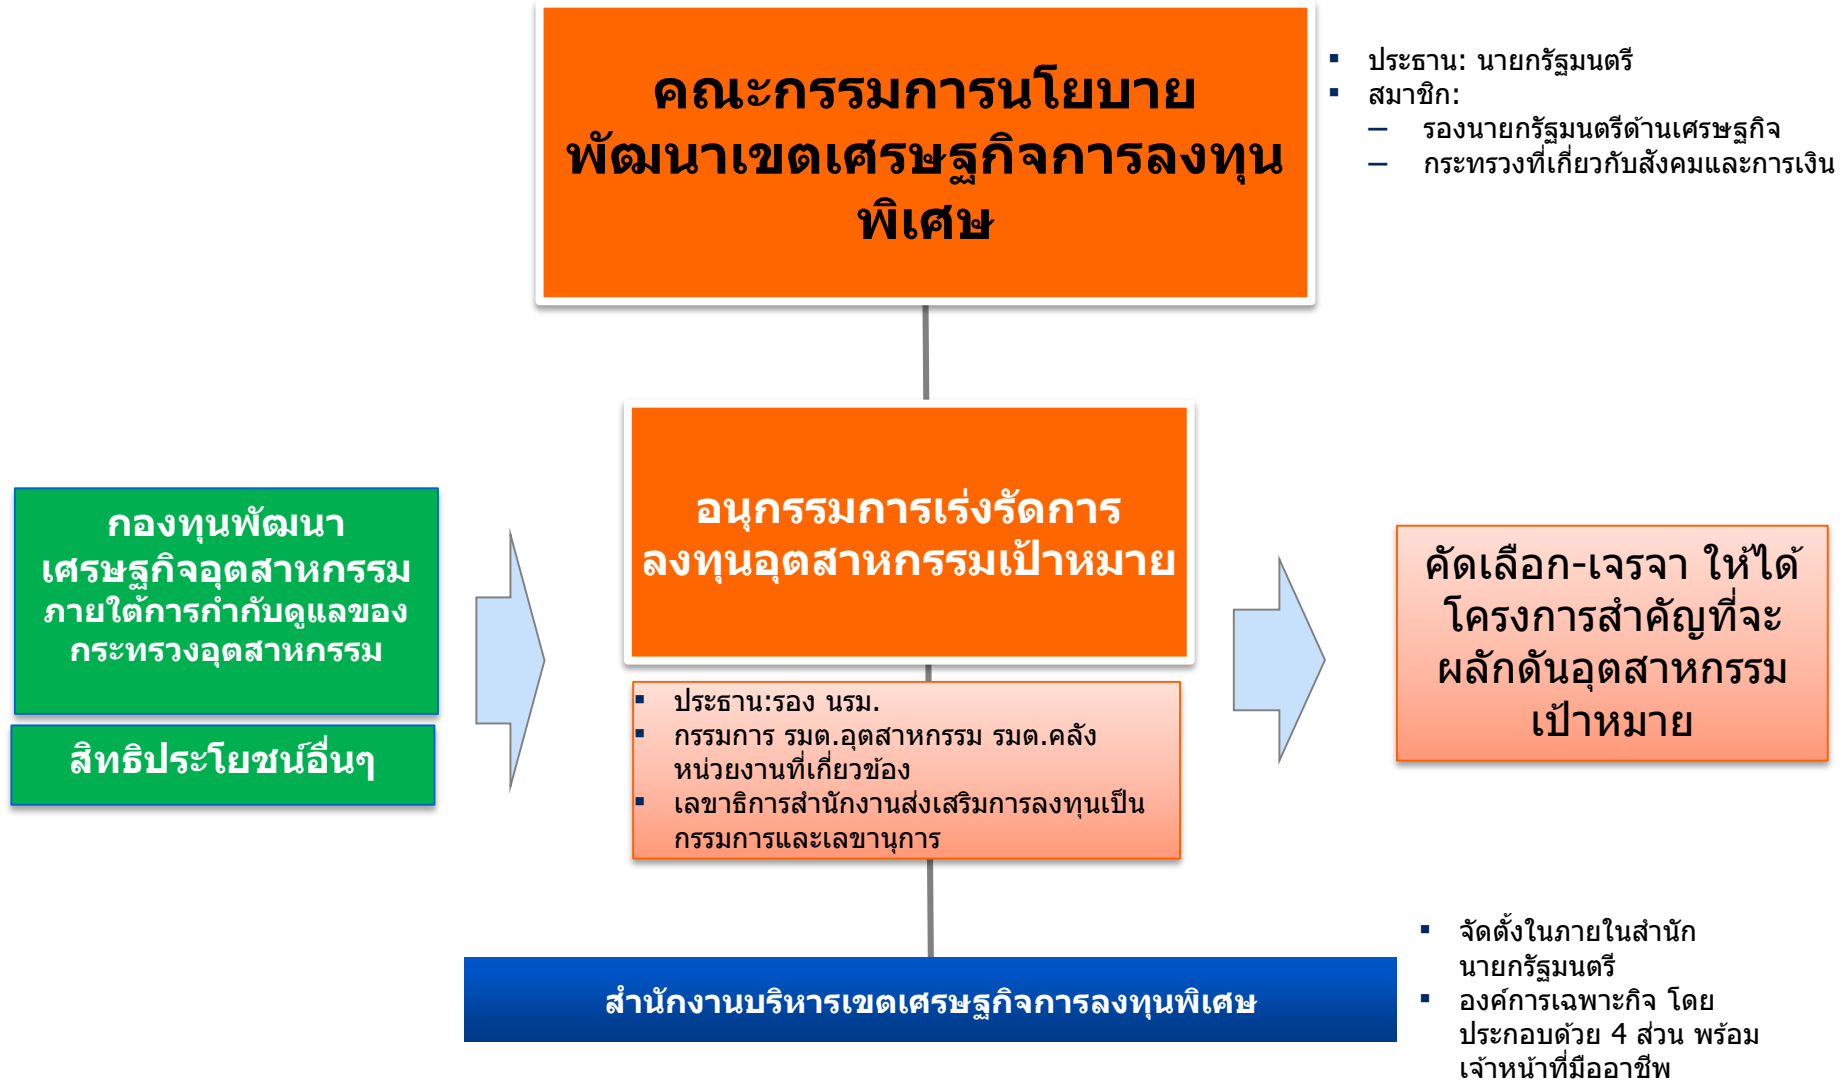 คณะกรรมการนโยบาย
พัฒนาเขตเศรษฐกิจการลงทุน
พิเศษ
ประธาน: นายกรัฐมนตรี
สมาชิก:
รองนายกรัฐมนตรีด้านเศรษฐกิจ
กระทรวงที่เกี่ยวกับสังคมและการเงิน
กองทุนพัฒนา
เศรษฐกิจอุตสาหกรรม
ภายใต้การกำกับดูแลของ
กระทรวงอุตสาหกรรม
สิทธิประโยชน์อื่นๆ
อนุกรรมการเร่งรัดการ
ลงทุนอุตสาหกรรมเป้าหมาย
ประธาน:รอง นรม.
กรรมการ รมต.อุตสาหกรรม รมต.คลัง
หน่วยงานที่เกี่ยวข้อง
เลขาธิการสำนักงานส่งเสริมการลงทุนเป็น
กรรมการและเลขานุการ
คัดเลือก-เจรจา ให้ได้
โครงการสำคัญที่จะ
ผลักดันอุตสาหกรรม
เป้าหมาย
สำนักงานบริหารเขตเศรษฐกิจการลงทุนพิเศษ
จัดตั้งในภายในสำนัก
นายกรัฐมนตรี
องค์การเฉพาะกิจ โดย
ประกอบด้วย 4 ส่วน พร้อม
เจ้าหน้าที่มืออาชีพ